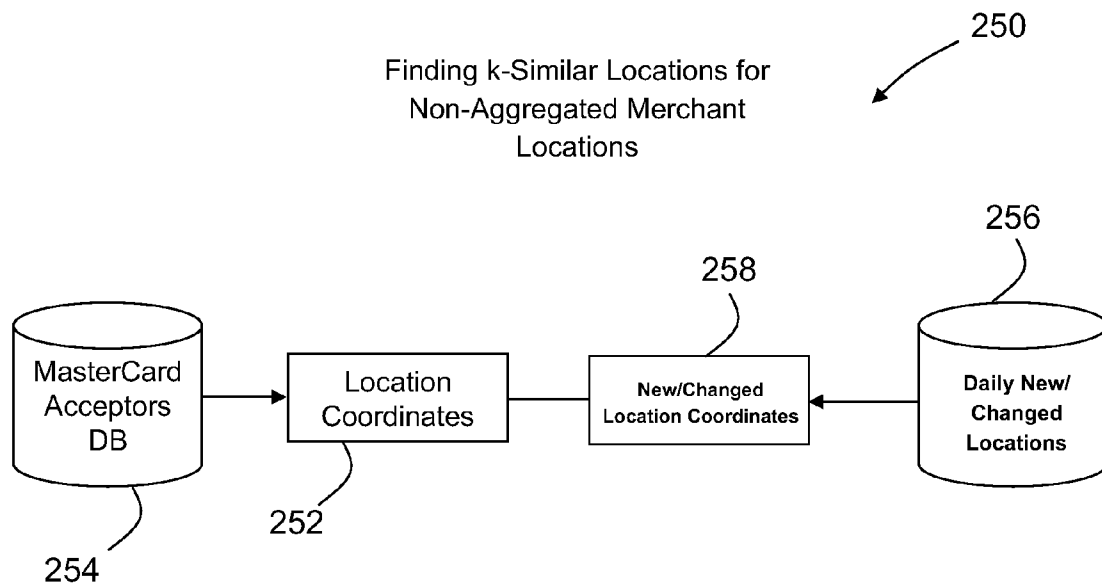 250
Finding k-Similar Locations for
Non-Aggregated Merchant
Locations
256
258
MasterCard
Acceptors
DB
Location
Coordinates
New/Changed
Location Coordinates
Daily New/
Changed
Locations
252
254